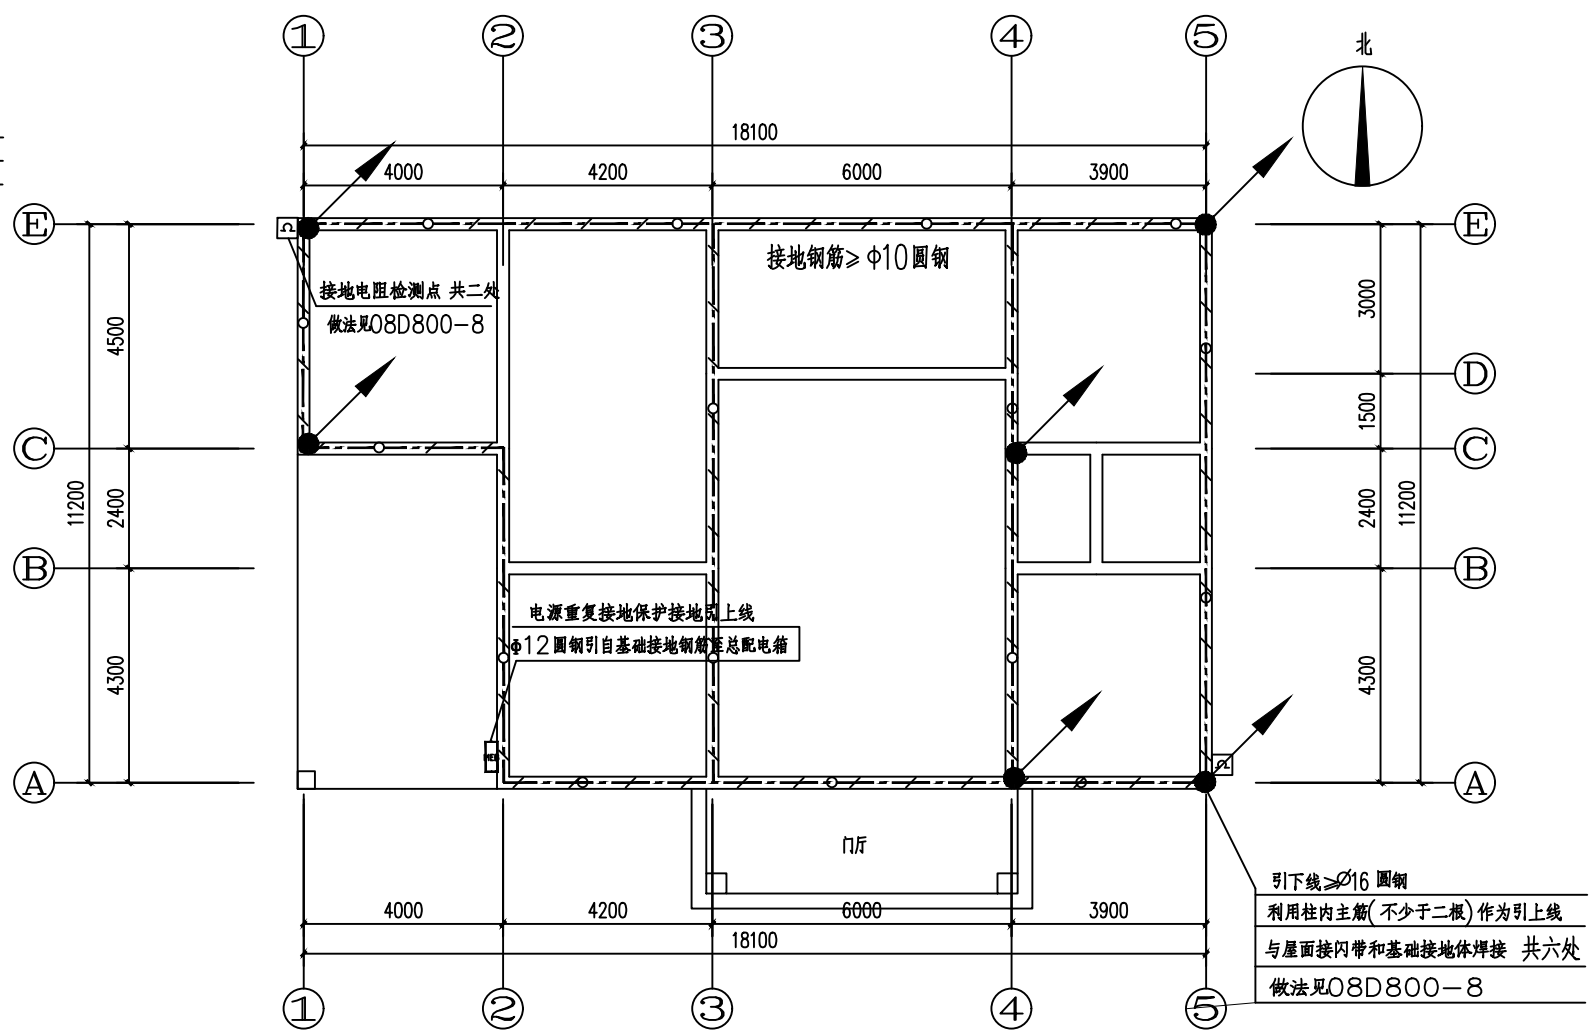 ① ② ③ ④ ⑤
北
18100
4000 4200 6000 3900
E E
接地钢筋≥Φ10圆钢
接地电阻检测点 共二处
做法见08D800-8
4500 3000
D
1500
C C
11200 2400 2400 11200
B B
电源重复接地保护接地引上线
Φ12圆钢引自基础接地钢筋至总配电箱
4300 4300
MEB
Ω Ω
A A
门厅
引下线≥∅16 圆钢
4000 4200 6000 3900
利用柱内主筋(不少于二根)作为引上线
18100
与屋面接闪带和基础接地体焊接 共六处
做法见08D800-8
① ② ③ ④ ⑤